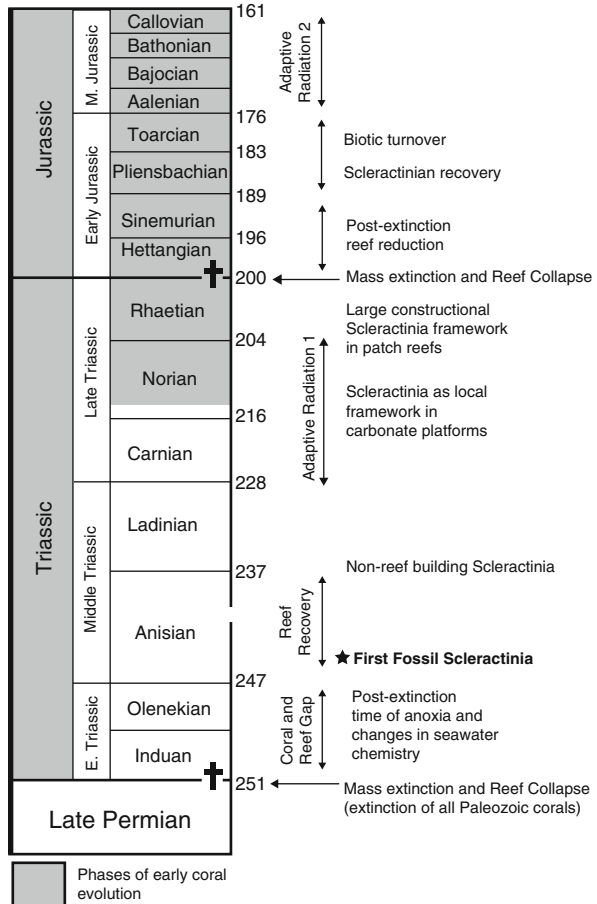 161
Callovian
Bathonian
Bajocian
Aalenian
M. Jurassic
Adaptive
Radiation 2
176
Jurassic
Toarcian
183
Pliensbachian
189
Early Jurassic
Sinemurian
196
Hettangian
Biotic turnover
Scleractinian recovery
Post-extinction
reef reduction
200
Mass extinction and Reef Collapse
Rhaetian
204
Late Triassic
Norian
216
Carnian
228
Large constructional
Scleractinia framework
in patch reefs
Adaptive Radiation 1
Scleractinia as local
framework in
carbonate platforms
Triassic
Middle Triassic
Ladinian
237
Non-reef building Scleractinia
Anisian
Reef
Recovery
★ First Fossil Scleractinia
247
E. Triassic
Olenekian
Induan
Coral and
Reef Gap
Post-extinction
time of anoxia and
changes in seawater
chemistry
251
Mass extinction and Reef Collapse
(extinction of all Paleozoic corals)
Late Permian
Phases of early coral
evolution